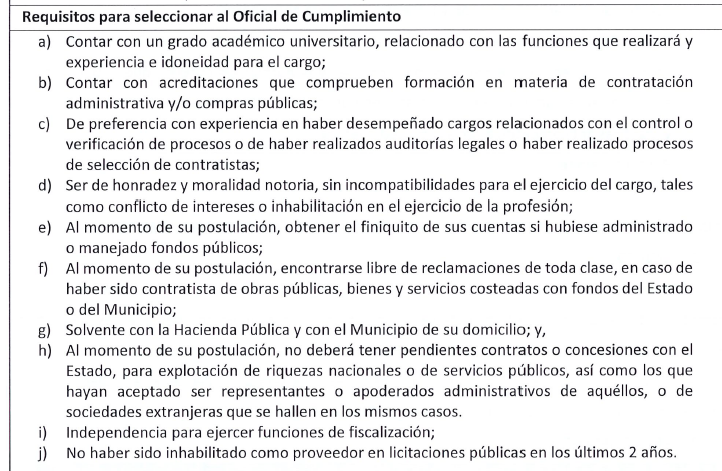 Requisitos para seleccionar al Oficial de Cumplimiento
a) Contar con un grado académico universitario, relacionado con las funciones que realizará y
experiencia e idoneidad para el cargo;
b) Contar con acreditaciones que comprueben formación en materia de contratación
administrativa y/o compras públicas;
c) De preferencia con experiencia en haber desempeñado cargos relacionados con el control o
verificación de procesos o de haber realizados auditorías legales o haber realizado procesos
de selección de contratistas;
d) Ser de honradez y moralidad notoria, sin incompatibilidades para el ejercicio del cargo, tales
como conflicto de intereses o inhabilitación en el ejercicio de la profesión;
e) Al momento de su postulación, obtener el finiquito de sus cuentas si hubiese administrado
o manejado fondos públicos;
f) Al momento de su postulación, encontrarse libre de reclamaciones de toda clase, en caso de
haber sido contratista de obras públicas, bienes y servicios costeadas con fondos del Estado
o del Municipio;
g) Solvente con la Hacienda Pública y con el Municipio de su domicilio; y,
h) Al momento de su postulación, no deberá tener pendientes contratos o concesiones con el
Estado, para explotación de riquezas nacionales o de servicios públicos, así como los que
hayan aceptado ser representantes o apoderados administrativos de aquéllos, o de
sociedades extranjeras que se hallen en los mismos casos.
i) Independencia para ejercer funciones de fiscalización;
j) No haber sido inhabilitado como proveedor en licitaciones públicas en los últimos 2 años.